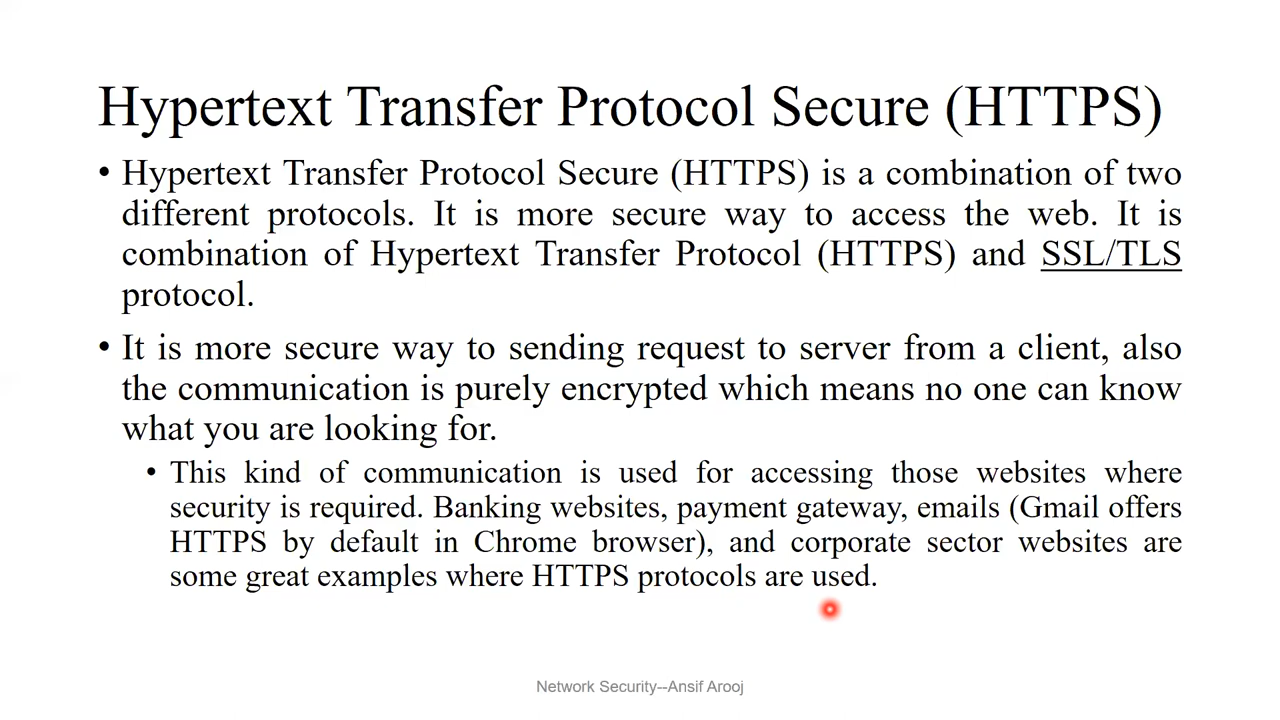 Hypertext Transfer Protocol Secure (HTTPS)
• Hypertext Transfer Protocol Secure (HTTPS) is a combination of two
different protocols. It is more secure way to access the web. It is
combination of Hypertext Transfer Protocol (HTTPS) and SSL/TLS
protocol.
• It is more secure way to sending request to server from a client, also
the communication is purely encrypted which means no one can know
what you are looking for.
• This kind of communication is used for accessing those websites where
security is required. Banking websites, payment gateway, emails (Gmail offers
HTTPS by default in Chrome browser), and corporate sector websites are
some great examples where HTTPS protocols are used.
Network Security--Ansif Arooj